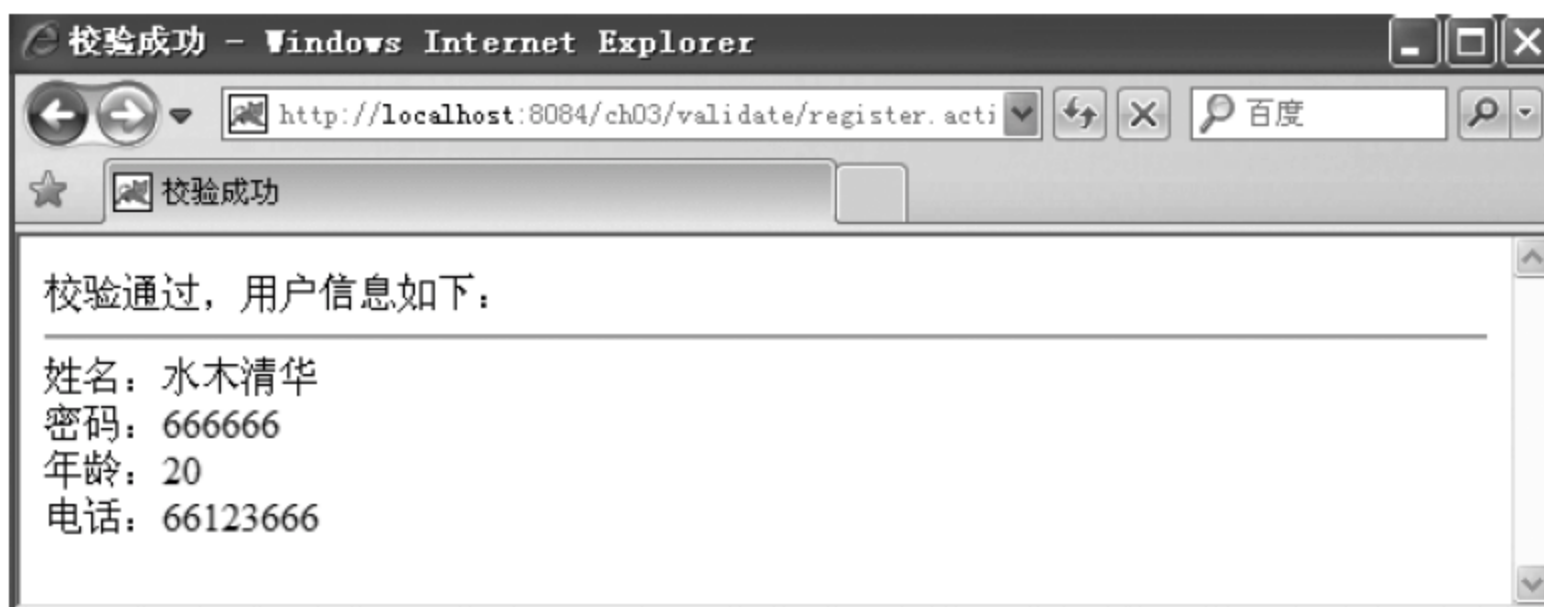 校验成功 - Windows Internet Explorer
http://localhost:8084/ch03/validate/register.acti
百度
校验成功
校验通过，用户信息如下：
姓名：水木清华
密码：666666
年龄：20
电话：66123666